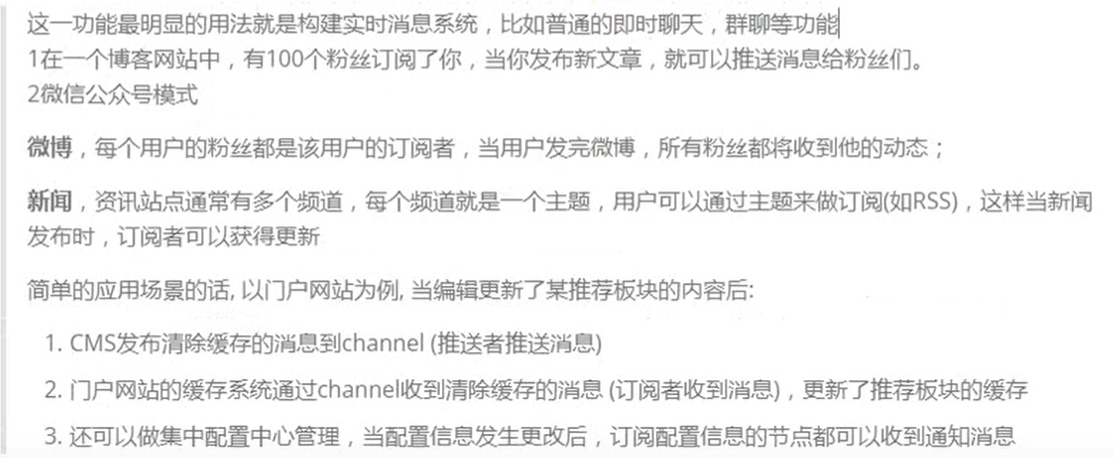 这一功能最明显的用法就是构建实时消息系统，比如普通的即时聊天，群聊等功能
1在一个博客网站中，有100个粉丝订阅了你，当你发布新文章，就可以推送消息给粉丝们。
2微信公众号模式
微博，每个用户的粉丝都是该用户的订阅者，当用户发完微博，所有粉丝都将收到他的动态；
新闻，资讯站点通常有多个频道，每个频道就是一个主题，用户可以通过主题来做订阅(如RSS)，这样当新闻
发布时，订阅者可以获得更新
简单的应用场景的话, 以门户网站为例, 当编辑更新了某推荐板块的内容后:
1. CMS发布清除缓存的消息到channel (推送者推送消息)
2. 门户网站的缓存系统通过channel收到清除缓存的消息 (订阅者收到消息)，更新了推荐板块的缓存
3. 还可以做集中配置中心管理，当配置信息发生更改后，订阅配置信息的节点都可以收到通知消息